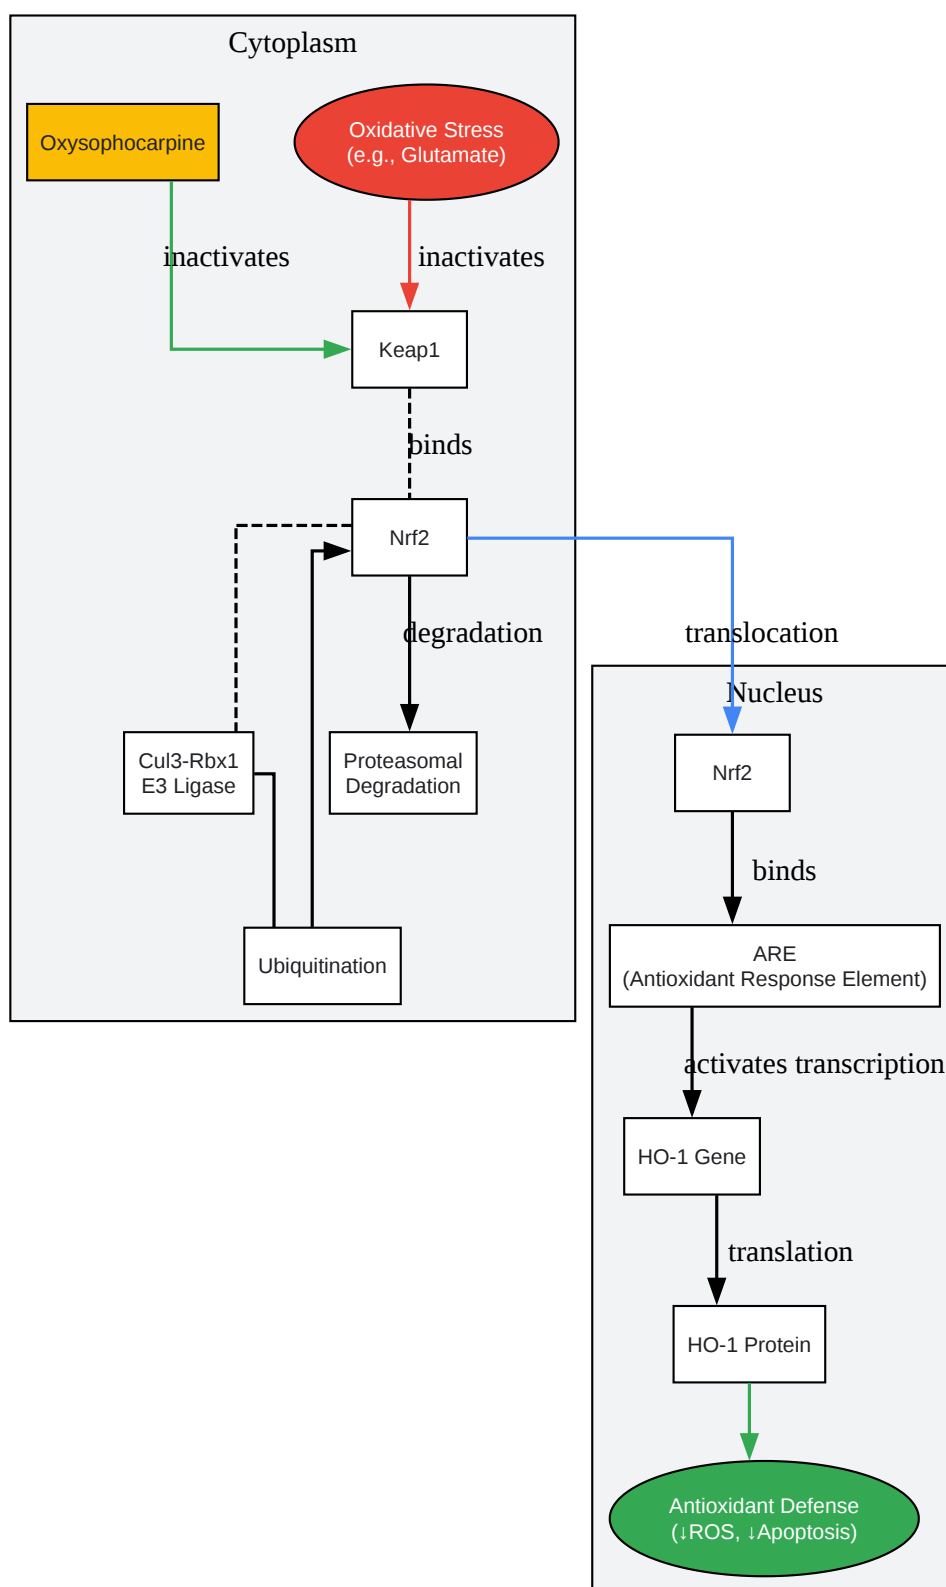 Cytoplasm
Oxysophocarpine
Oxidative Stress
(e.g., Glutamate)
inactivates
inactivates
Keap1
binds
Nrf2
degradation
translocation
Cul3-Rbx1
E3 Ligase
Proteasomal
Degradation
Ubiquitination
Nucleus
Nrf2
binds
ARE
(Antioxidant Response Element)
activates transcription
HO-1 Gene
translation
HO-1 Protein
Antioxidant Defense
(↓ROS, ↓Apoptosis)